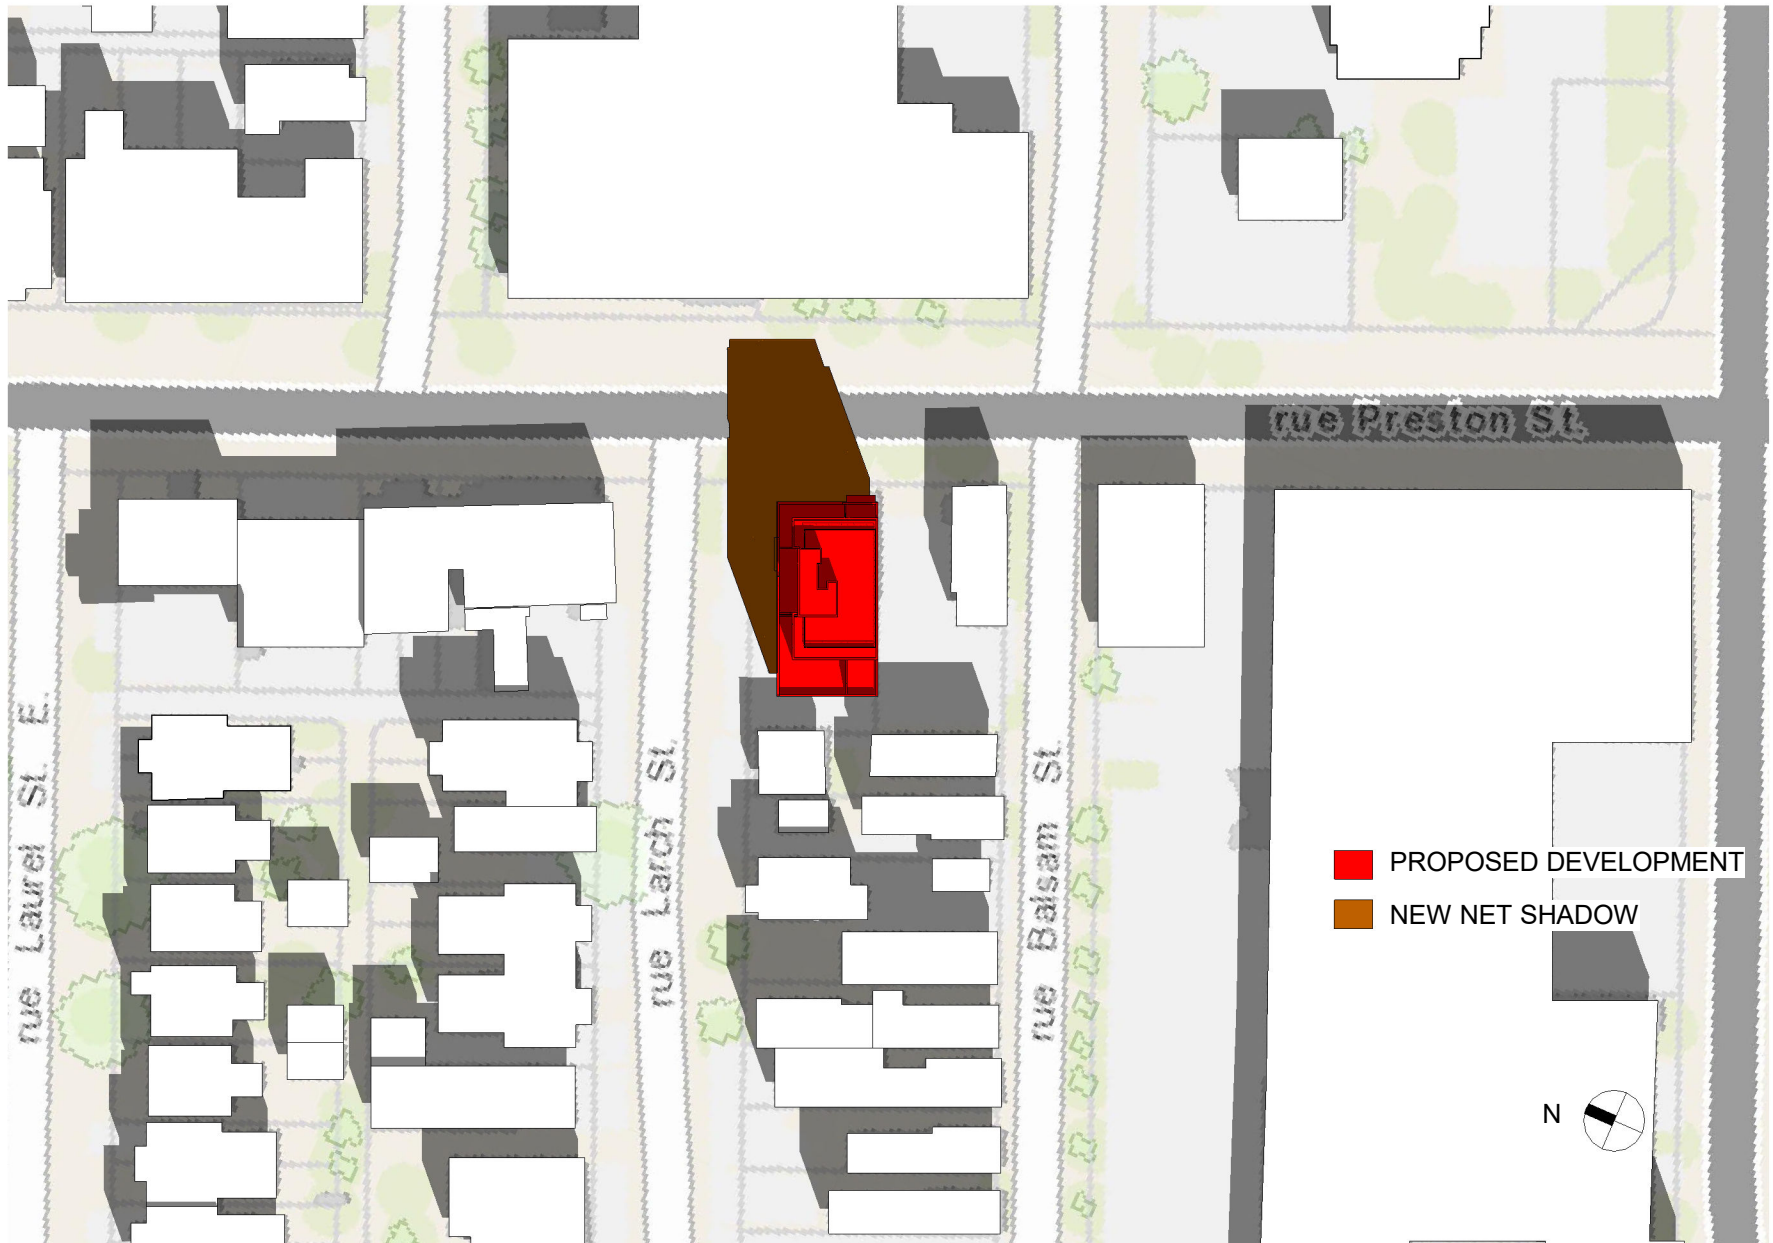 rue Preston St.
rue Laurel St. E.
rue Larch St.
rue Balsam St.
PROPOSED DEVELOPMENT
NEW NET SHADOW
N